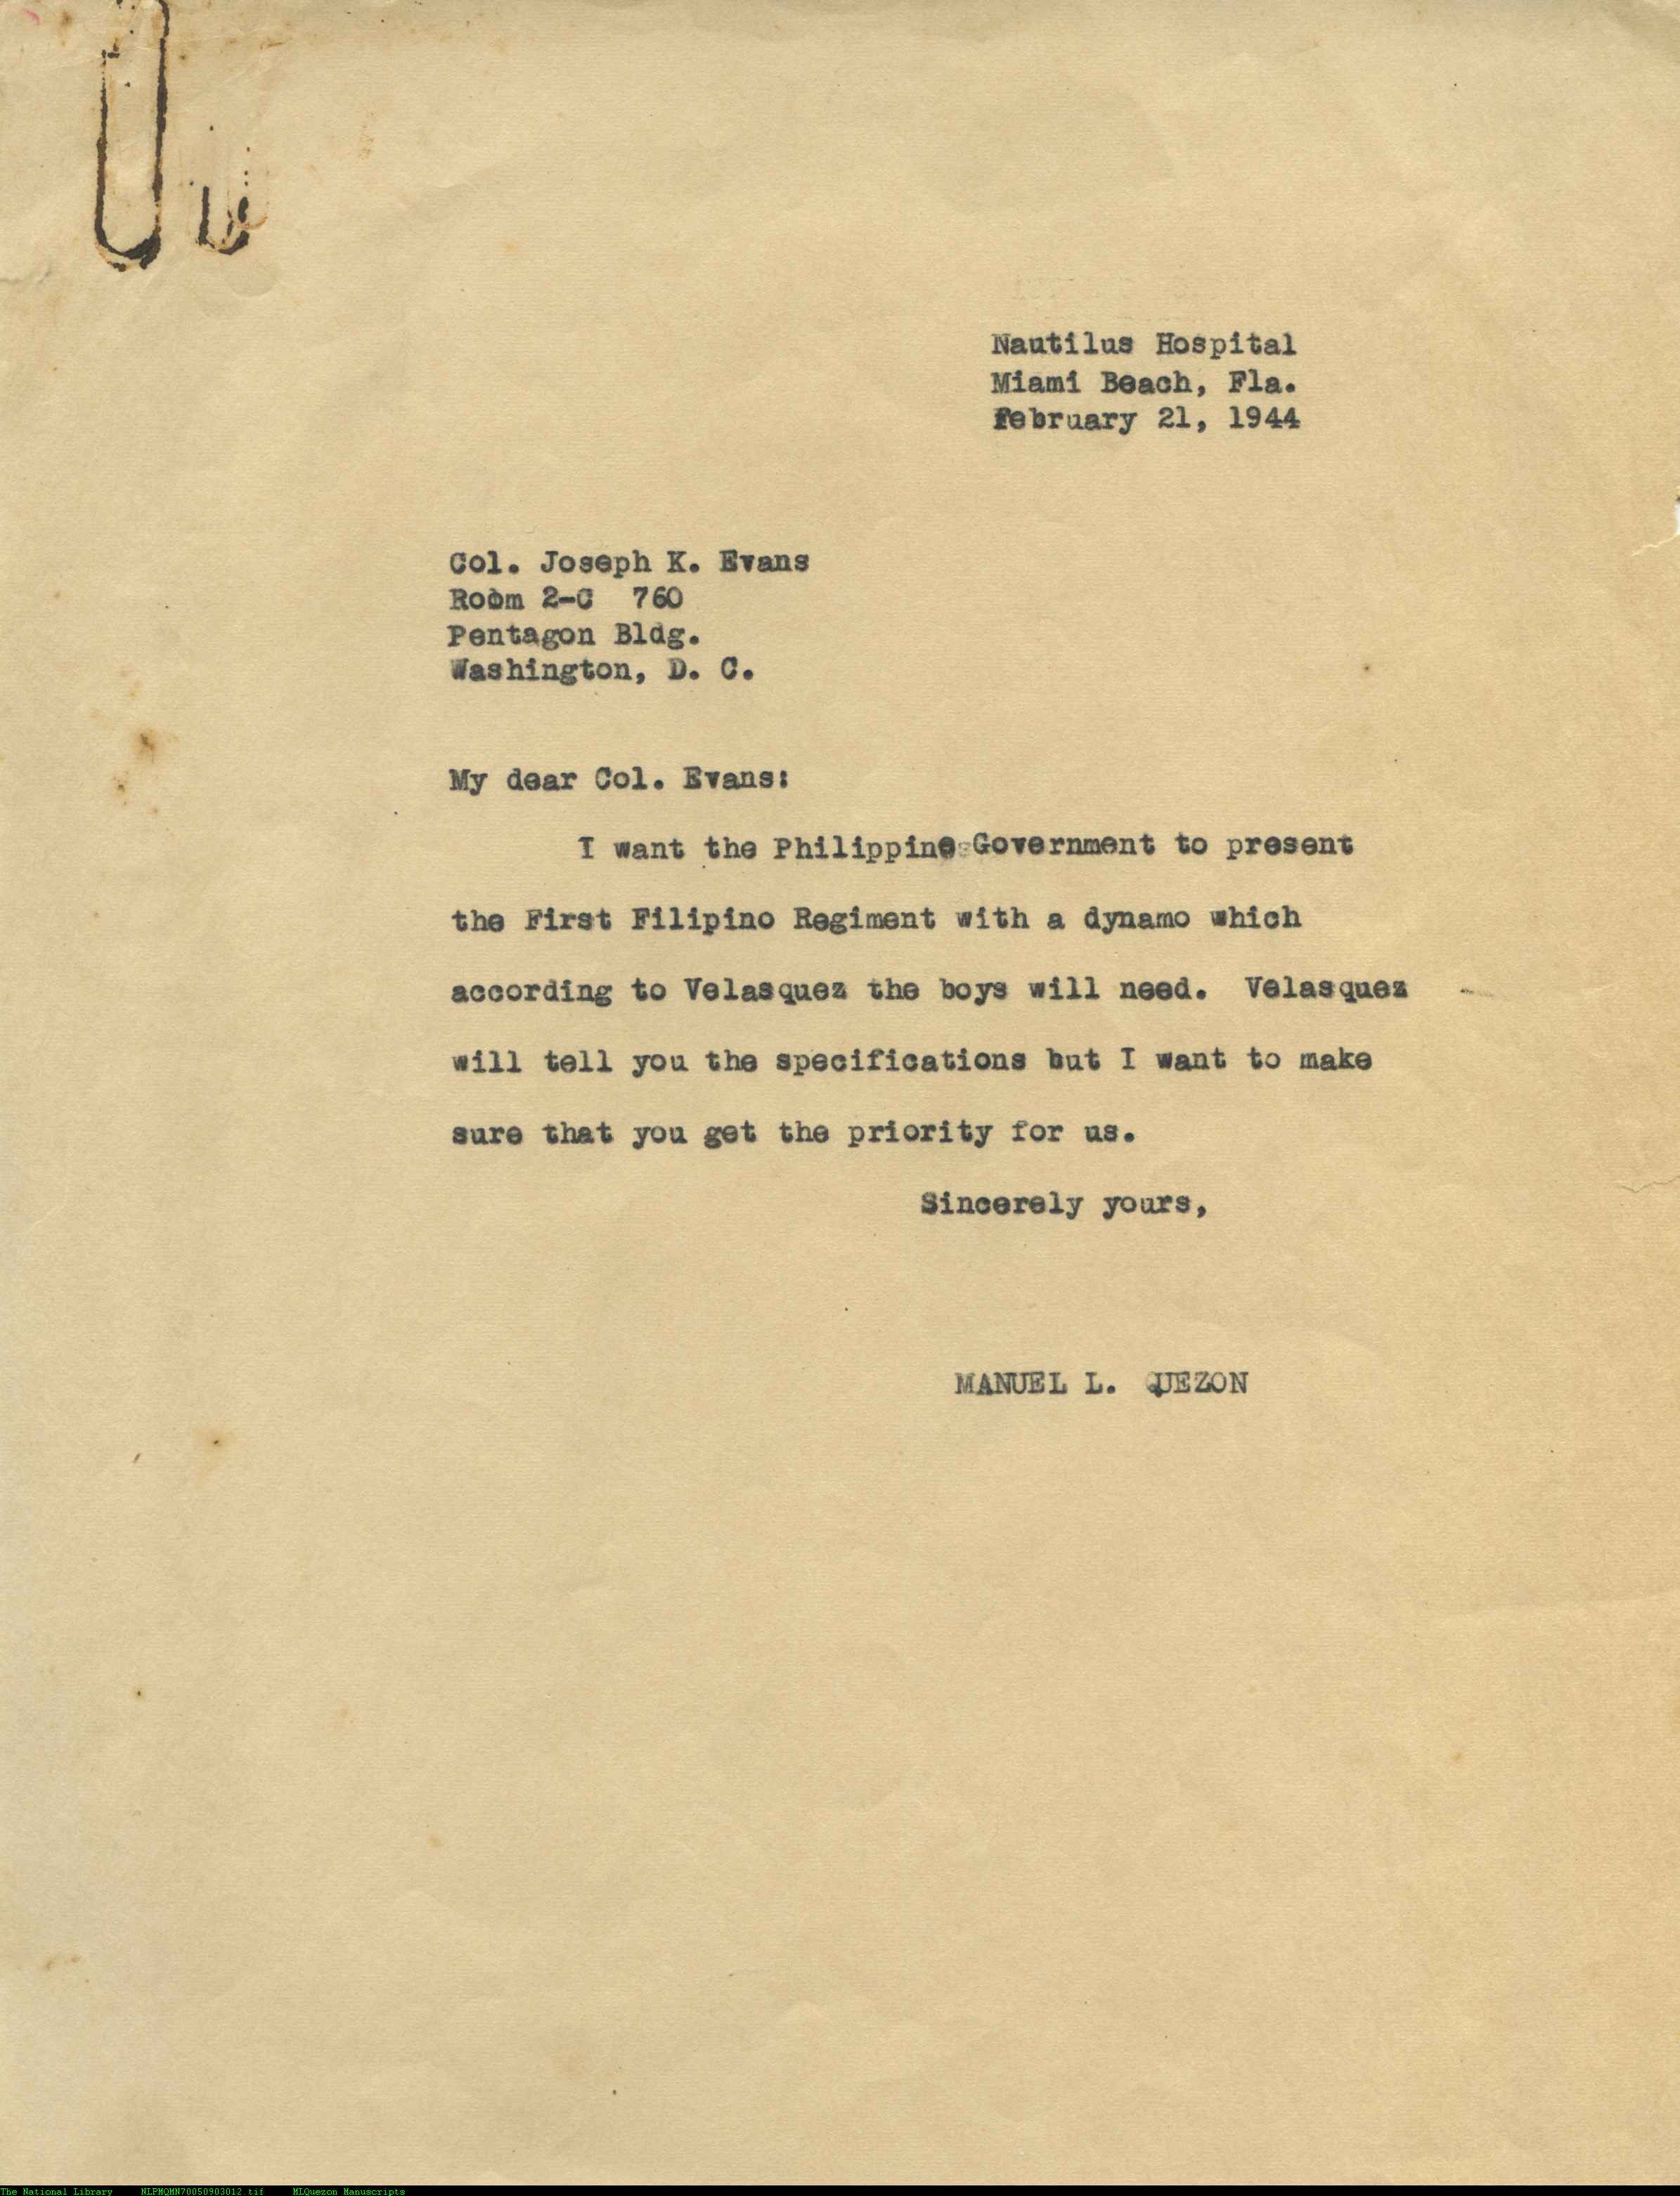 Nautilus Hospital
Miami Beach, Fla.
February 21, 1944
Col. Joseph K. Evans
Room 2-C 760
Pentagon Bldg.
Washington, D. C.
My dear Col. Evans:
I want the Philippine Government to present
the First Filipino Regiment with a dynamo which
according to Velasquez the boys will need. Velasquez
will tell you the specifications but I want to make
sure that you get the priority for us.
Sincerely yours,
MANUEL L. QUEZON
The National Library NLPMQMN70050903012.tif MLQuezon Manuscripts